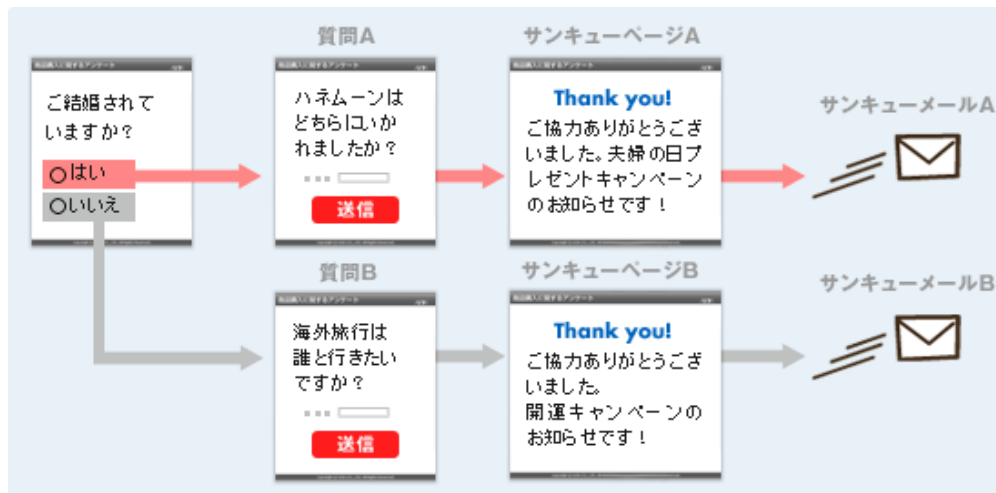 質問A
サンキューページA
ご結婚されて
いますか？
○はい
○いいえ
ハネムーンは
どちらにいか
れましたか？
送信
Thank you!
ご協力ありがとうござ
いました。夫婦の日プ
レゼントキャンペーン
のお知らせです！
サンキューメールA
質問B
サンキューページB
海外旅行は
誰と行きたい
ですか？
送信
Thank you!
ご協力ありがとうござ
いました。
開運キャンペーンの
お知らせです！
サンキューメールB